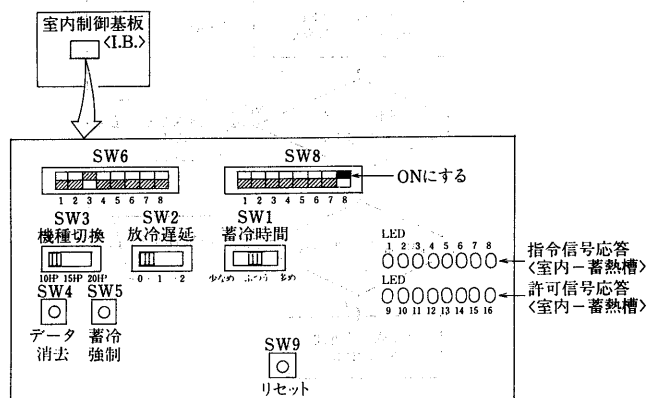 室内制御基板
<I.B.>
SW6
SW8
ONにする
1 2 3 4 5 6 7 8
1 2 3 4 5 6 7 8
SW3
SW2
SW1
機種切換
放冷遅延
蓄冷時間
LED
1 2 3 4 5 6 7 8
指令信号応答
<室内-蓄熱槽>
10HP 15HP 20HP
0 1 2
少なめ ふつう 多め
LED
許可信号応答
9 10 11 12 13 14 15 16
<室内-蓄熱槽>
SW4
SW5
データ
消去
蓄冷
強制
SW9
リセット